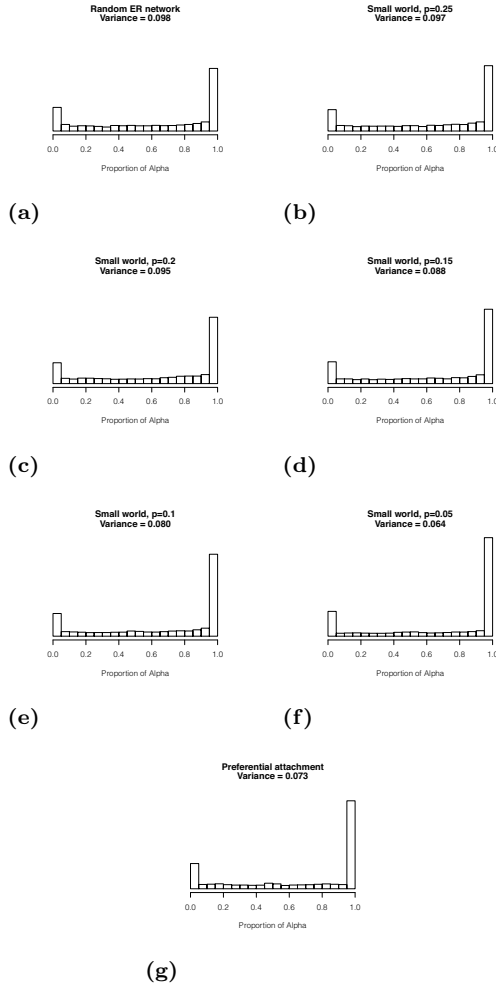 Random ER network
Variance = 0.098
0.0 0.2 0.4 0.6 0.8 1.0
Proportion of Alpha
(a)
Small world, p=0.25
Variance = 0.097
0.0 0.2 0.4 0.6 0.8 1.0
Proportion of Alpha
(b)
Small world, p=0.2
Variance = 0.095
0.0 0.2 0.4 0.6 0.8 1.0
Proportion of Alpha
(c)
Small world, p=0.15
Variance = 0.088
0.0 0.2 0.4 0.6 0.8 1.0
Proportion of Alpha
(d)
Small world, p=0.1
Variance = 0.080
0.0 0.2 0.4 0.6 0.8 1.0
Proportion of Alpha
(e)
Small world, p=0.05
Variance = 0.064
0.0 0.2 0.4 0.6 0.8 1.0
Proportion of Alpha
(f)
Preferential attachment
Variance = 0.073
0.0 0.2 0.4 0.6 0.8 1.0
Proportion of Alpha
(g)